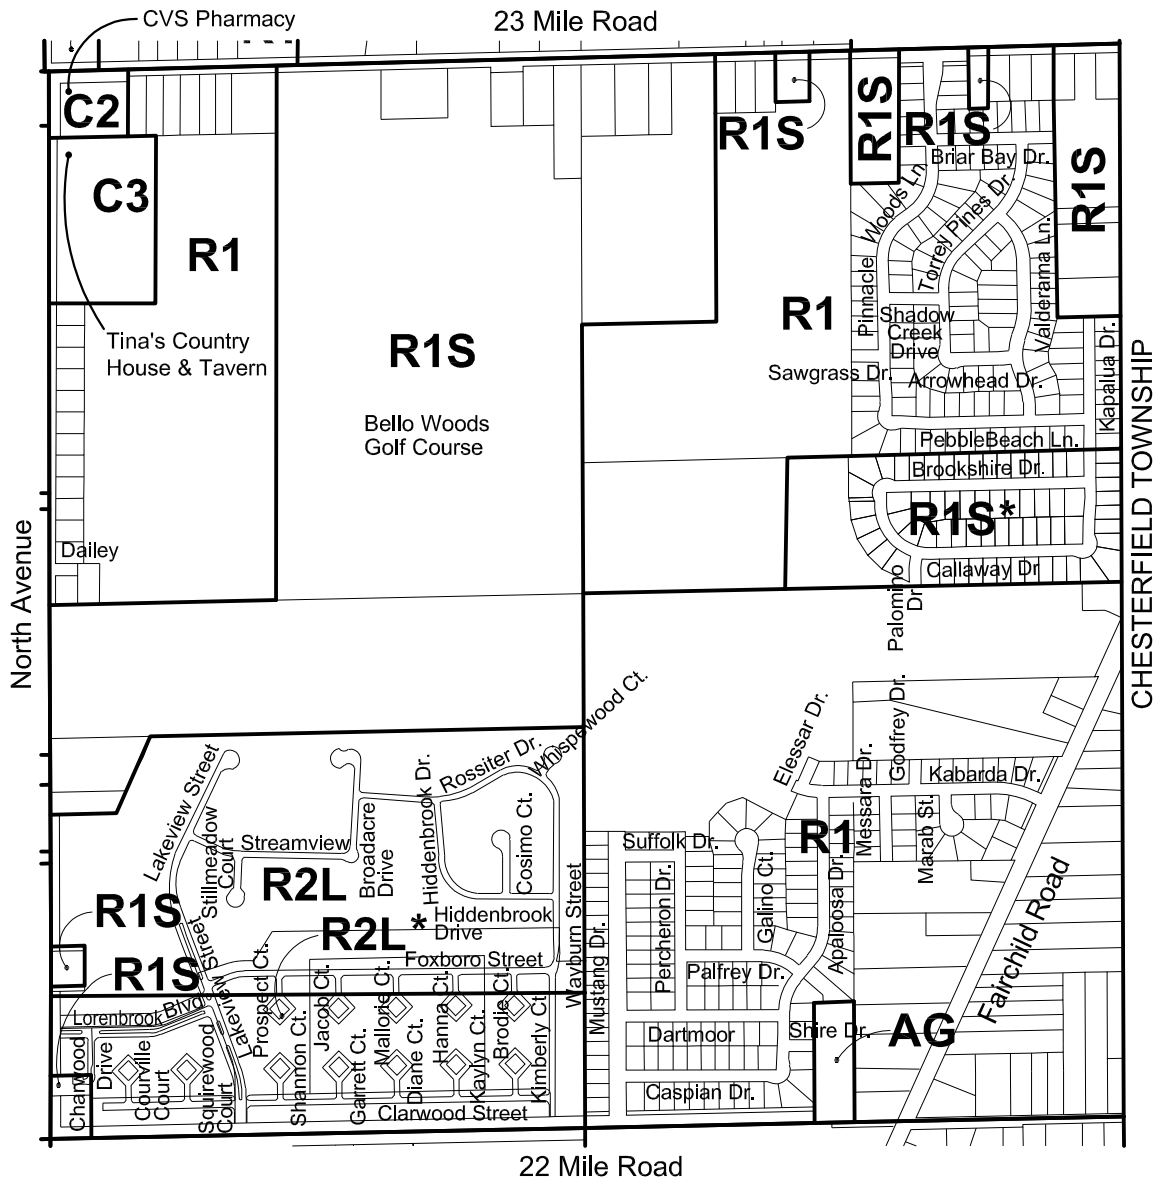 CVS Pharmacy
23 Mile Road
C2
R1S
R1S
R1S
Briar Bay Dr.
C3
R1S
Woods Ln.
Pinnacle
Torrey Pines Dr.
Valderama Ln.
R1
R1
Shadow
Creek
Drive
Tina's Country
House & Tavern
R1S
Sawgrass Dr.
Arrowhead Dr.
Kapalua Dr.
CHESTERFIELD TOWNSHIP
Bello Woods
Golf Course
PebbleBeach Ln.
Brookshire Dr.
R1S*
North Avenue
Dailey
Callaway Dr
Palomino
Dr.
Whispewood Ct.
Rossiter Dr.
Elessar Dr.
Godfrey Dr.
Messara Dr.
Kabarda Dr.
Marab St.
Lakeview Street
Stillmeadow
Court
Streamview
Broadacre
Drive
Hiddenbrook Dr.
Cosimo Ct.
Suffolk Dr.
R1
R2L
R1S
R2L*
Hiddenbrook
Drive
Wayburn Street
Mustang Dr.
Percheron Dr.
Galino Ct.
Appaloosa Dr.
Fairchild Road
R1S
Foxboro Street
Palfrey Dr.
Lorenbrook Blvd
Lakeview Street
Prospect Ct.
Jacob Ct.
Mallorie Ct.
Hanna Ct.
Brodie Ct.
Dartmoor
Shire Dr.
AG
Charwood
Drive
Courville
Court
Squirewood
Court
Shannon Ct.
Garrett Ct.
Diane Ct.
Kaylyn Ct.
Kimberly Ct.
Caspian Dr.
Clarwood Street
22 Mile Road